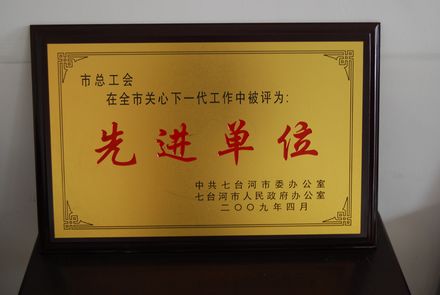 市总工会
在全市关心下一代工作中被评为:
先进单位
中共七台河市委办公室
七台河市人民政府办公室
二〇〇九年四月